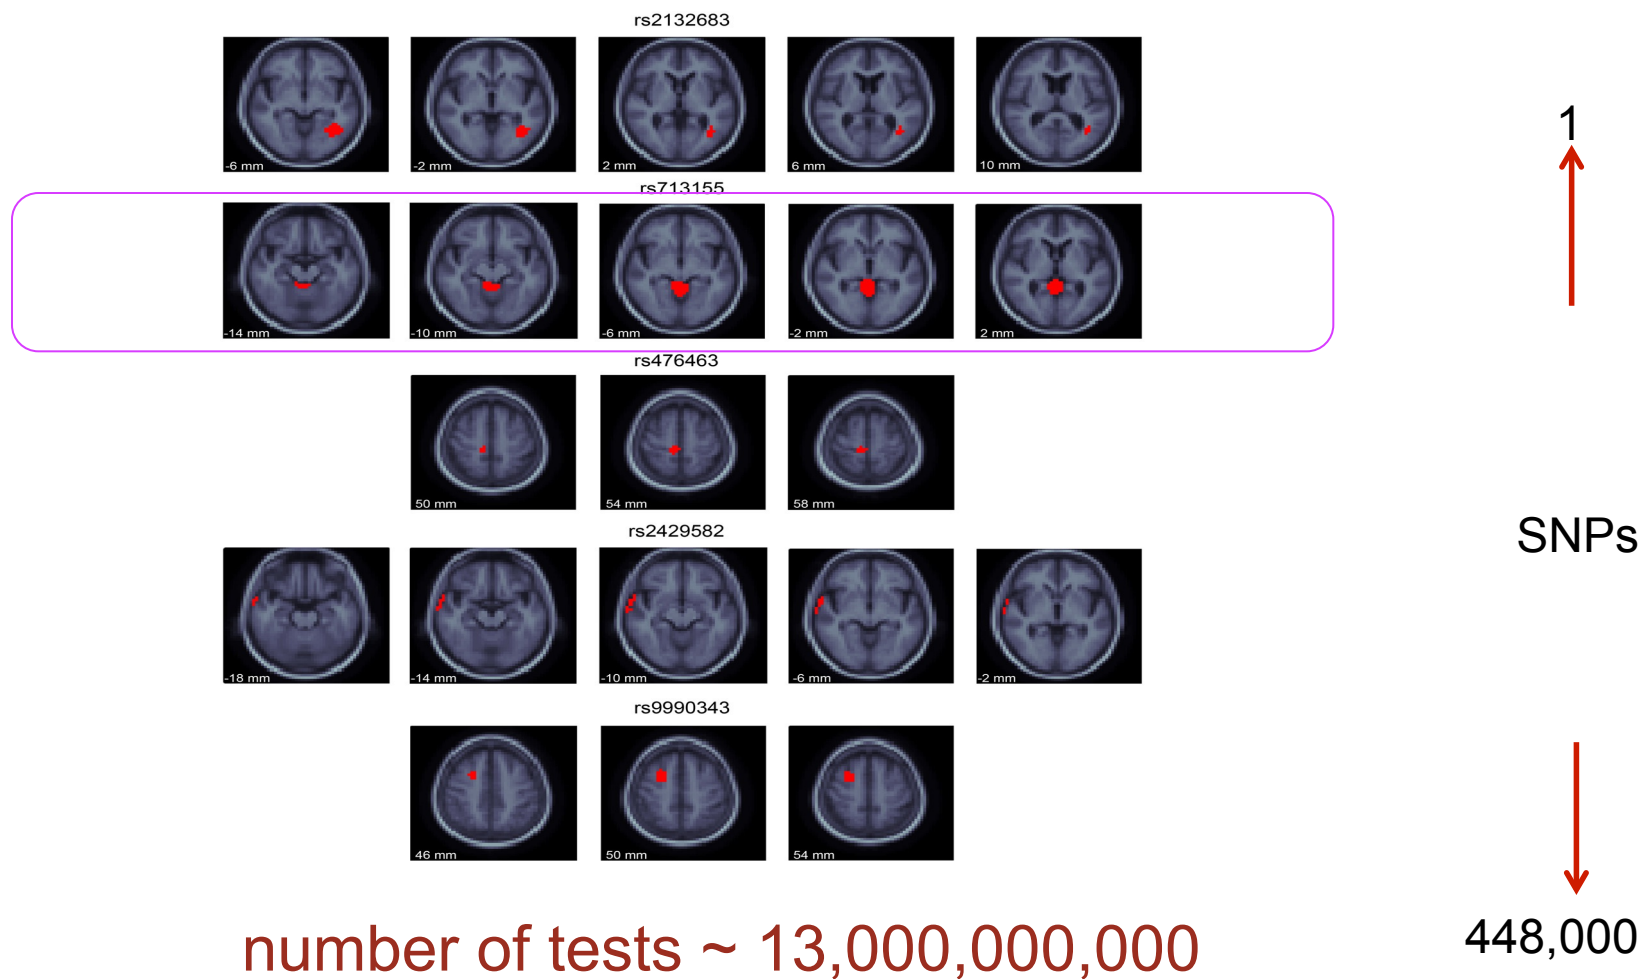 rs2132683
-6 mm
-2 mm
2 mm
6 mm
10 mm
1
rs713155
-14 mm
-10 mm
-6 mm
-2 mm
2 mm
rs476463
50 mm
54 mm
58 mm
SNPs
rs2429582
-18 mm
-14 mm
-10 mm
-6 mm
-2 mm
rs9990343
46 mm
50 mm
54 mm
number of tests ~ 13,000,000,000
448,000